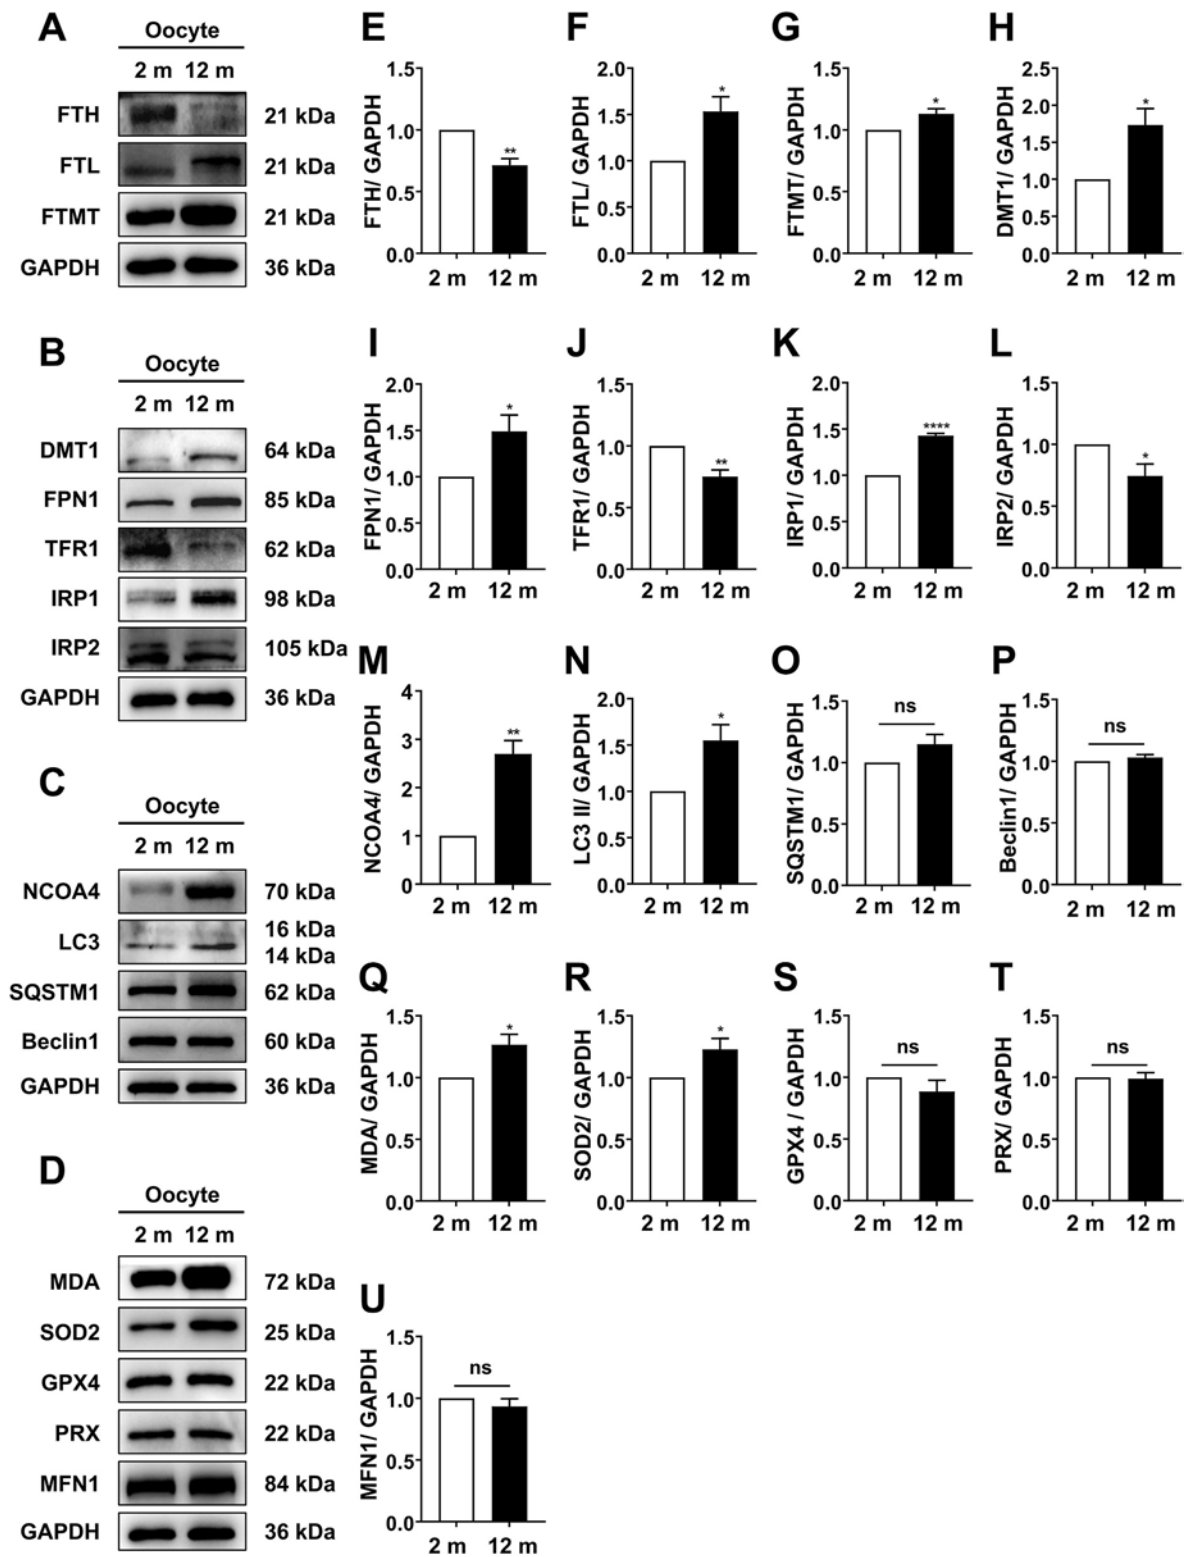 A
Oocyte
2 m 12 m
FTH 21 kDa
FTL 21 kDa
FTMT 21 kDa
GAPDH 36 kDa
B
Oocyte
2 m 12 m
DMT1 64 kDa
FPN1 85 kDa
TFR1 62 kDa
IRP1 98 kDa
IRP2 105 kDa
GAPDH 36 kDa
C
Oocyte
2 m 12 m
NCOA4 70 kDa
LC3 16 kDa
14 kDa
SQSTM1 62 kDa
Beclin1 60 kDa
GAPDH 36 kDa
D
Oocyte
2 m 12 m
MDA 72 kDa
SOD2 25 kDa
GPX4 22 kDa
PRX 22 kDa
MFN1 84 kDa
GAPDH 36 kDa
E
FTH/ GAPDH
1.5
1.0
0.5
0.0
**
2 m 12 m
F
FTL/ GAPDH
2.0
1.5
1.0
0.5
0.0
*
2 m 12 m
G
FTMT/ GAPDH
1.5
1.0
0.5
0.0
*
2 m 12 m
H
DMT1/ GAPDH
2.5
2.0
1.5
1.0
0.5
0.0
*
2 m 12 m
I
FPN1/ GAPDH
2.0
1.5
1.0
0.5
0.0
*
2 m 12 m
J
TFR1/ GAPDH
1.5
1.0
0.5
0.0
**
2 m 12 m
K
IRP1/ GAPDH
2.0
1.5
1.0
0.5
0.0
****
2 m 12 m
L
IRP2/ GAPDH
1.5
1.0
0.5
0.0
*
2 m 12 m
M
NCOA4/ GAPDH
4
3
2
1
0
**
2 m 12 m
N
LC3 II/ GAPDH
2.0
1.5
1.0
0.5
0.0
*
2 m 12 m
O
SQSTM1/ GAPDH
1.5
1.0
0.5
0.0
ns
2 m 12 m
P
Beclin1/ GAPDH
1.5
1.0
0.5
0.0
ns
2 m 12 m
Q
MDA/ GAPDH
1.5
1.0
0.5
0.0
*
2 m 12 m
R
SOD2/ GAPDH
1.5
1.0
0.5
0.0
*
2 m 12 m
S
GPX4 / GAPDH
1.5
1.0
0.5
0.0
ns
2 m 12 m
T
PRX/ GAPDH
1.5
1.0
0.5
0.0
ns
2 m 12 m
U
MFN1/ GAPDH
1.5
1.0
0.5
0.0
ns
2 m 12 m